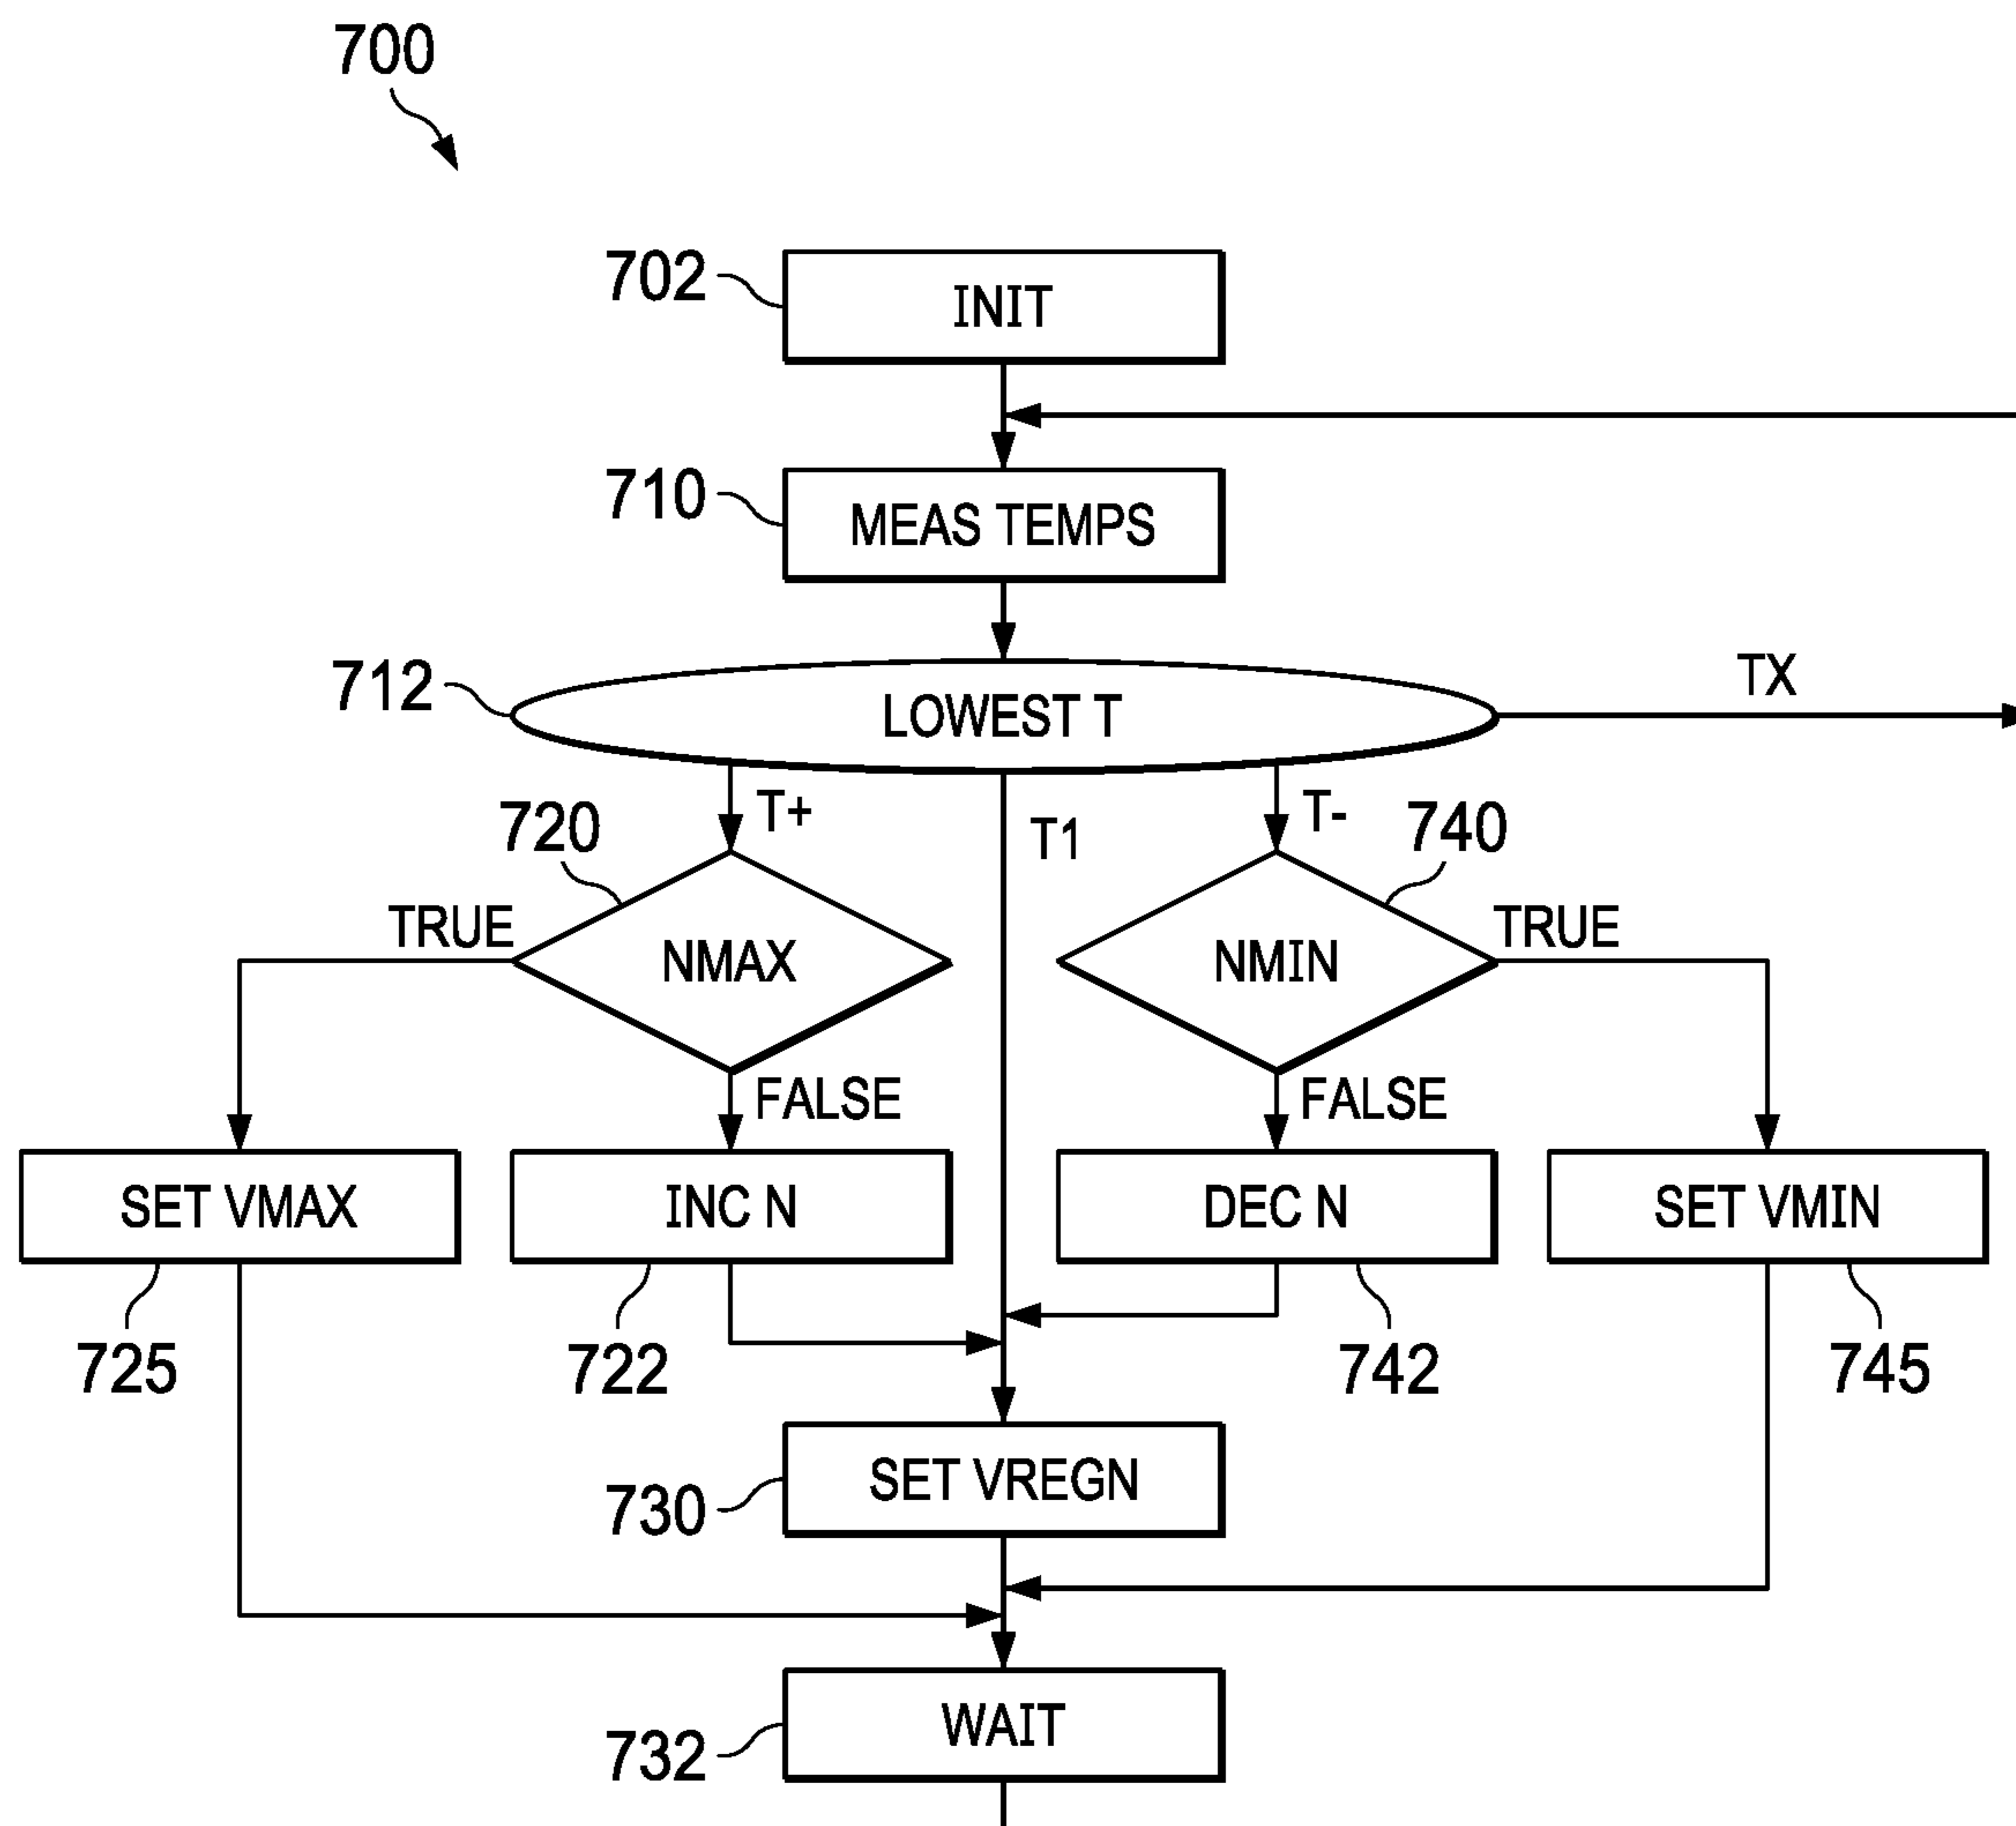 700
702
INIT
710
MEAS TEMPS
712
LOWEST T
TX
T+
T1
T-
720
740
TRUE
NMAX
NMIN
TRUE
FALSE
FALSE
SET VMAX
INC N
DEC N
SET VMIN
725
722
742
745
SET VREGN
730
WAIT
732